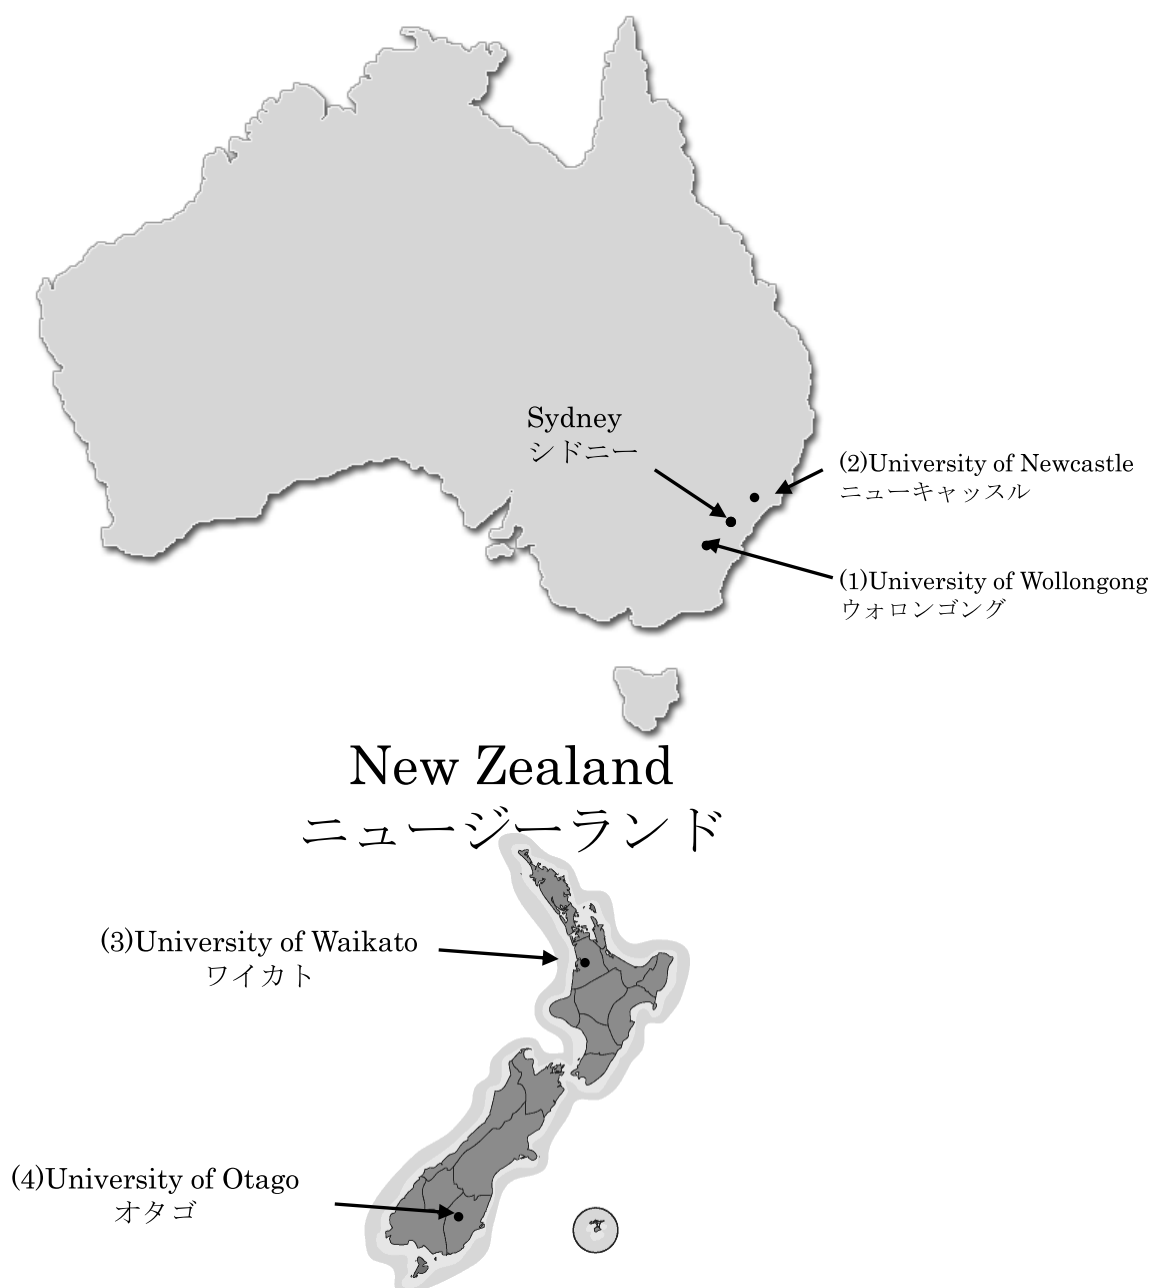 Sydney
シドニー
(2)University of Newcastle
ニューキャッスル
(1)University of Wollongong
ウォロンゴング
New Zealand
ニュージーランド
(3)University of Waikato
ワイカト
(4)University of Otago
オタゴ